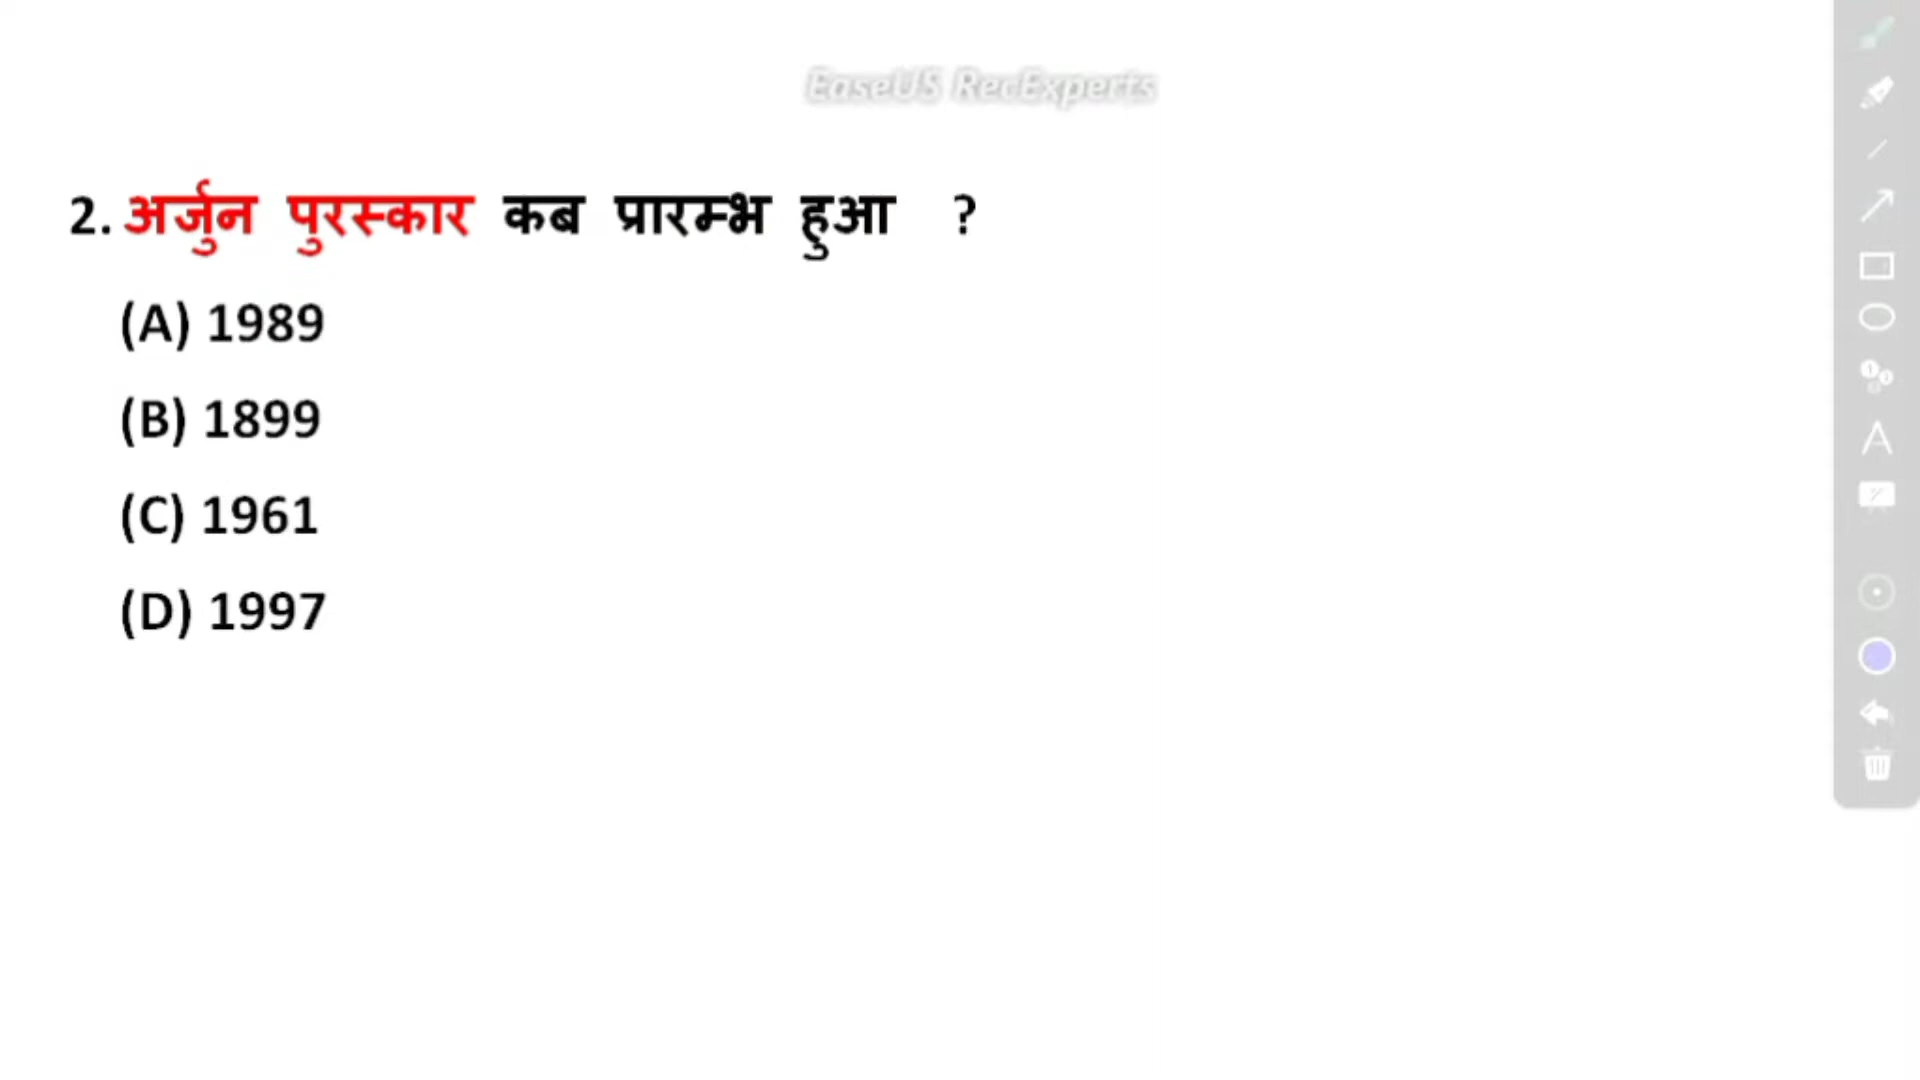 EaseUS RecExperts
2. अर्जुन पुरस्कार कब प्रारम्भ हुआ ?
(A) 1989
(B) 1899
(C) 1961
(D) 1997